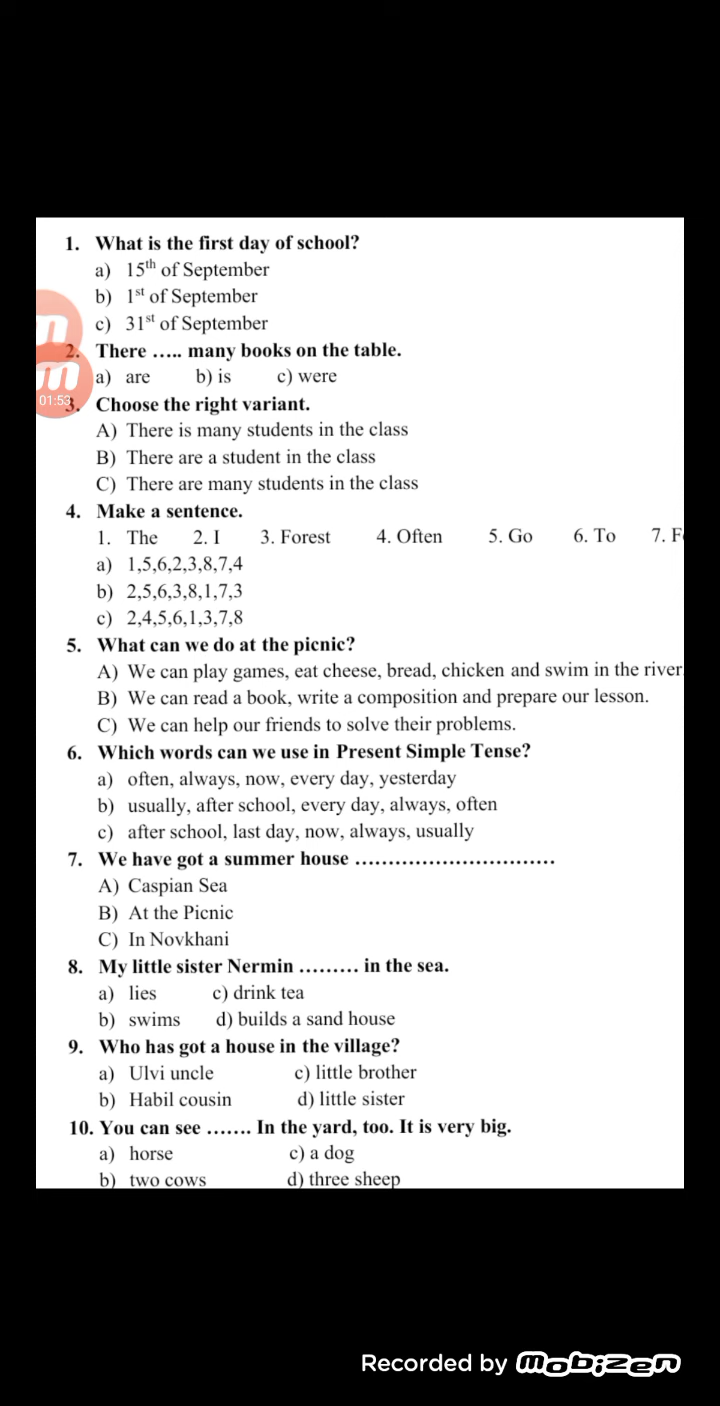 1. What is the first day of school?
a) 15th of September
b) 1st of September
c) 31st of September
2. There ….. many books on the table.
a) are b) is c) were
01:53
3. Choose the right variant.
A) There is many students in the class
B) There are a student in the class
C) There are many students in the class
4. Make a sentence.
1. The 2. I 3. Forest 4. Often 5. Go 6. To 7.
a) 1,5,6,2,3,8,7,4
b) 2,5,6,3,8,1,7,3
c) 2,4,5,6,1,3,7,8
5. What can we do at the picnic?
A) We can play games, eat cheese, bread, chicken and swim in the river
B) We can read a book, write a composition and prepare our lesson.
C) We can help our friends to solve their problems.
6. Which words can we use in Present Simple Tense?
a) often, always, now, every day, yesterday
b) usually, after school, every day, always, often
c) after school, last day, now, always, usually
7. We have got a summer house …………………………
A) Caspian Sea
B) At the Picnic
C) In Novkhani
8. My little sister Nermin ……… in the sea.
a) lies c) drink tea
b) swims d) builds a sand house
9. Who has got a house in the village?
a) Ulvi uncle c) little brother
b) Habil cousin d) little sister
10. You can see ……. In the yard, too. It is very big.
a) horse c) a dog
b) two cows d) three sheep
Recorded by mobizen